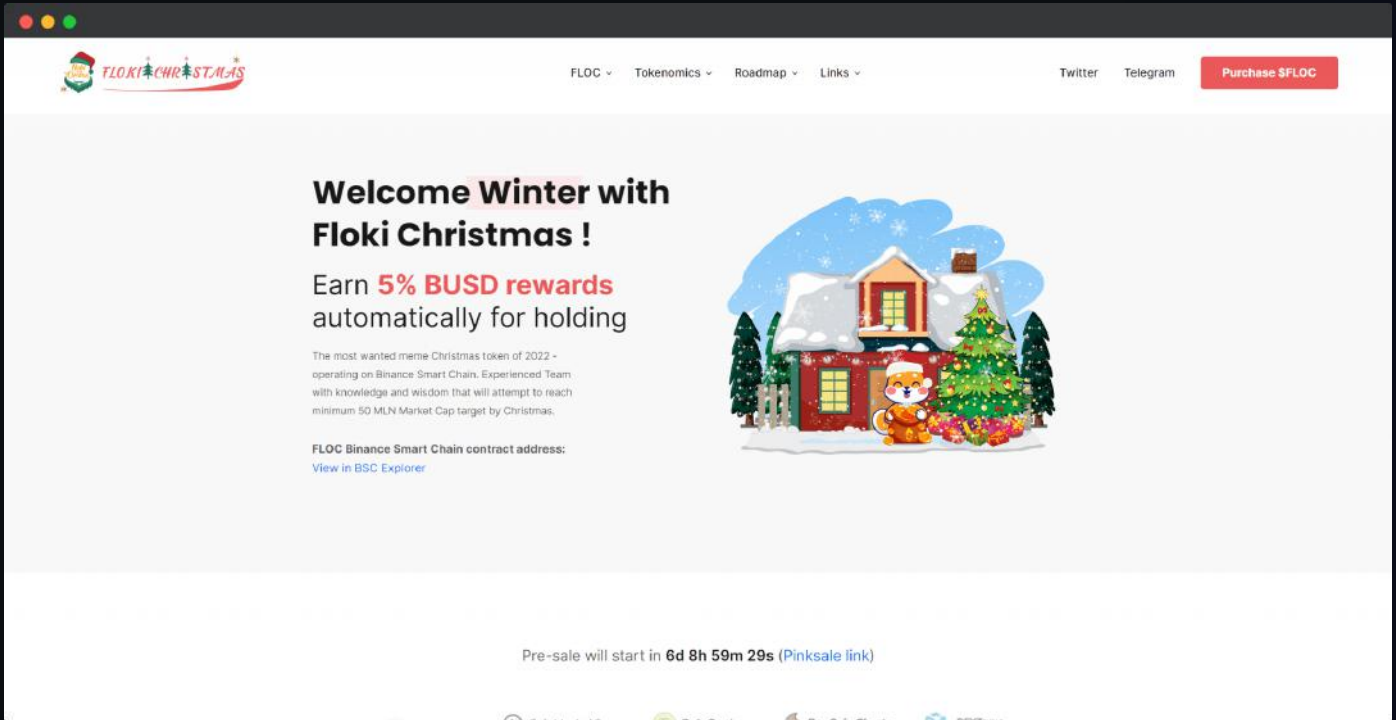 FLOKI CHRISTMAS
FLOC Tokenomics Roadmap Links Twitter Telegram Purchase $FLOC
Welcome Winter with
Floki Christmas !
Earn 5% BUSD rewards
automatically for holding
The most wanted meme Christmas token of 2022 -
operating on Binance Smart Chain. Experienced Team
with knowledge and wisdom that will attempt to reach
minimum 50 MLN Market Cap target by Christmas.
FLOC Binance Smart Chain contract address:
View in BSC Explorer
Pre-sale will start in 6d 8h 59m 29s (Pinksale link)